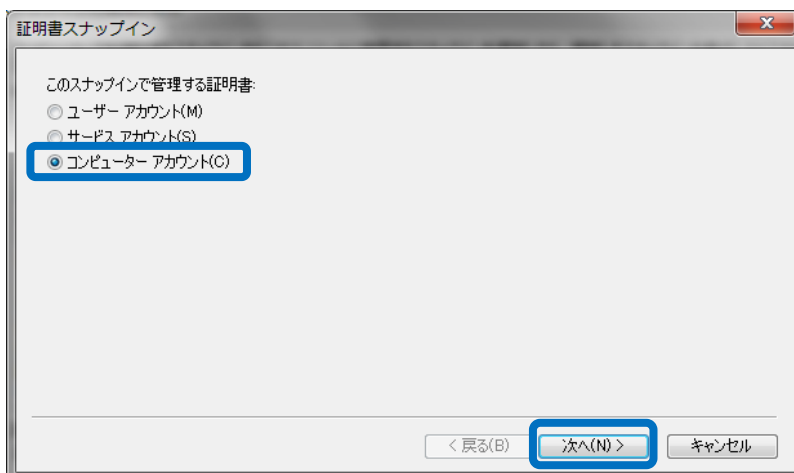 証明書スナップイン
このスナップインで管理する証明書:
ユーザー アカウント(M)
サービス アカウント(S)
コンピューター アカウント(C)
< 戻る(B) 次へ(N) > キャンセル